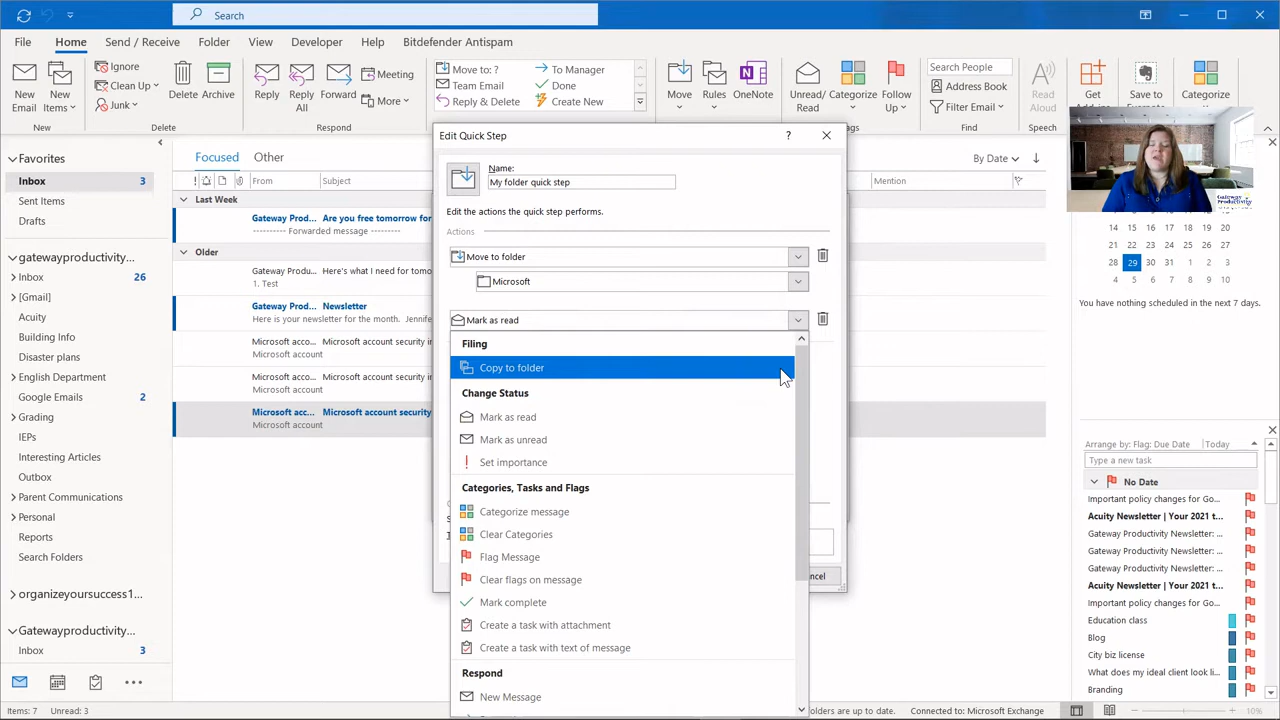 Search
File Home Send / Receive Folder View Developer Help Bitdefender Antispam
New Email
New Items
Ignore
Clean Up
Junk
Delete
Archive
Reply
Reply All
Forward
Meeting
More
Move to: ?
Team Email
Reply & Delete
To Manager
Done
Create New
Move
Rules
OneNote
Unread/ Read
Categorize
Follow Up
Search People
Address Book
Filter Email
Read Aloud
Get
Save to
Categorize
New
Delete
Respond
Find
Speech
Favorites
Inbox 3
Sent Items
Drafts
gatewayproductivity...
Inbox 26
[Gmail]
Acuity
Building Info
Disaster plans
English Department
Google Emails 2
Grading
IEPs
Interesting Articles
Outbox
Parent Communications
Personal
Reports
Search Folders
organizeyoursuccess1...
Gatewayproductivity...
Inbox 3
Focused Other
By Date
From Subject
Mention
Last Week
Gateway Prod... Are you free tomorrow for
---------- Forwarded message ---------
Older
Gateway Produ... Here's what I need for tomo
1. Test
Gateway Prod... Newsletter
Here is your newsletter for the month. Jennife
Microsoft acco... Microsoft account security in
Microsoft account
Microsoft acco... Microsoft account security in
Microsoft account
Microsoft acc... Microsoft account security
Microsoft account
Edit Quick Step
?
Name:
My folder quick step
Edit the actions the quick step performs.
Actions
Move to folder
Microsoft
Mark as read
Filing
Copy to folder
Change Status
Mark as read
Mark as unread
Set importance
Categories, Tasks and Flags
Categorize message
Clear Categories
Flag Message
Clear flags on message
Mark complete
Create a task with attachment
Create a task with text of message
Respond
New Message
Gateway
Productivity
14 15 16 17 18 19 20
21 22 23 24 25 26 27
28 29 30 31 1 2 3
4 5 6 7 8 9 10
You have nothing scheduled in the next 7 days.
Arrange by: Flag: Due Date Today
Type a new task
No Date
Important policy changes for Go...
Acuity Newsletter | Your 2021 t...
Gateway Productivity Newsletter: ...
Gateway Productivity Newsletter: ...
Gateway Productivity Newsletter: ...
Acuity Newsletter | Your 2021 t...
Important policy changes for Go...
Education class
Blog
City biz license
What does my ideal client look li...
Branding
Items: 7 Unread: 3
olders are up to date. Connected to: Microsoft Exchange
10%